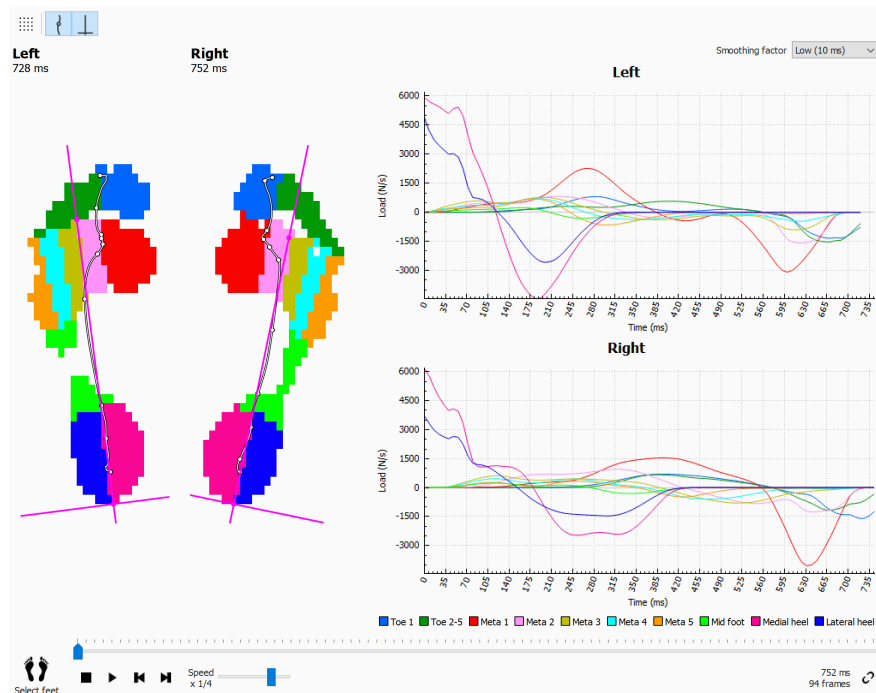 Left
728 ms
Right
752 ms
Smoothing factor Low (10 ms)
Left
Load (N/s)
6000
4500
3000
1500
0
-1500
-3000
0 35 70 105 140 175 210 245 280 315 350 385 420 455 490 525 560 595 630 665 700 735
Time (ms)
Right
Load (N/s)
6000
4500
3000
1500
0
-1500
-3000
0 35 70 105 140 175 210 245 280 315 350 385 420 455 490 525 560 595 630 665 700 735
Time (ms)
Toe 1 Toe 2-5 Meta 1 Meta 2 Meta 3 Meta 4 Meta 5 Mid foot Medial heel Lateral heel
Select feet
Speed
x 1/4
752 ms
94 frames